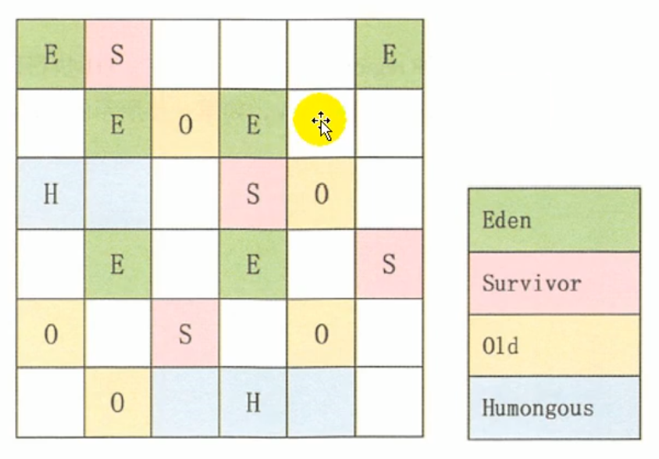 E S E
E O E
H S O
E E S
O S O
O H
Eden
Survivor
Old
Humongous